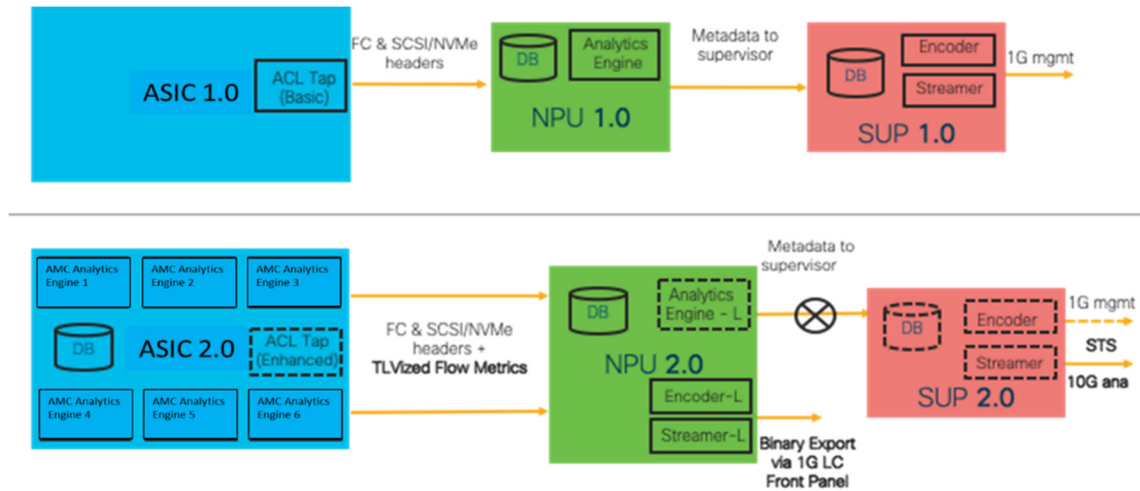 ASIC 1.0
ACL Tap
(Basic)
FC & SCSI/NVMe
headers
DB
Analytics
Engine
NPU 1.0
Metadata to
supervisor
DB
Encoder
Streamer
SUP 1.0
1G mgmt
AMC Analytics
Engine 1
AMC Analytics
Engine 2
AMC Analytics
Engine 3
DB
ASIC 2.0
ACL Tap
(Enhanced)
AMC Analytics
Engine 4
AMC Analytics
Engine 5
AMC Analytics
Engine 6
FC & SCSI/NVMe
headers +
TLVized Flow Metrics
DB
Analytics
Engine - L
NPU 2.0
Encoder-L
Streamer-L
Metadata to
supervisor
Binary Export
via 1G LC
Front Panel
DB
Encoder
Streamer
SUP 2.0
1G mgmt
STS
10G ana